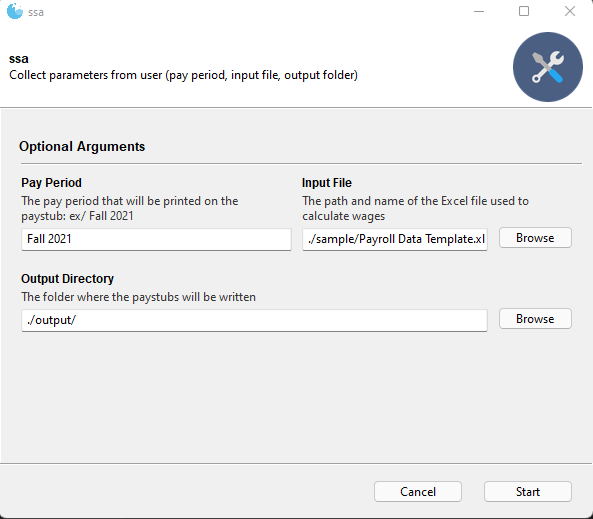 ssa
ssa
Collect parameters from user (pay period, input file, output folder)
Optional Arguments
Pay Period
The pay period that will be printed on the
paystub: ex/ Fall 2021
Fall 2021
Input File
The path and name of the Excel file used to
calculate wages
./sample/Payroll Data Template.xl
Browse
Output Directory
The folder where the paystubs will be written
./output/
Browse
Cancel
Start